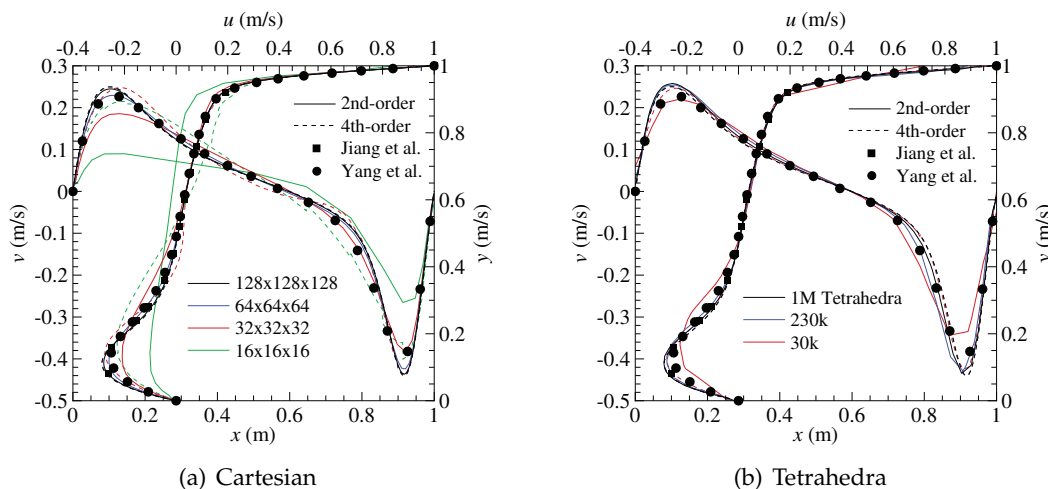 u (m/s)
-0.4 -0.2 0 0.2 0.4 0.6 0.8 1
0.3
0.2
0.1
0
-0.1
-0.2
-0.3
-0.4
-0.5
v (m/s)
2nd-order
4th-order
Jiang et al.
Yang et al.
128x128x128
64x64x64
32x32x32
16x16x16
1
0.8
0.6
0.4
0.2
0
y (m/s)
0 0.2 0.4 0.6 0.8 1
x (m)
(a) Cartesian
u (m/s)
-0.4 -0.2 0 0.2 0.4 0.6 0.8 1
0.3
0.2
0.1
0
-0.1
-0.2
-0.3
-0.4
-0.5
v (m/s)
2nd-order
4th-order
Jiang et al.
Yang et al.
1M Tetrahedra
230k
30k
1
0.8
0.6
0.4
0.2
0
y (m/s)
0 0.2 0.4 0.6 0.8 1
x (m)
(b) Tetrahedra